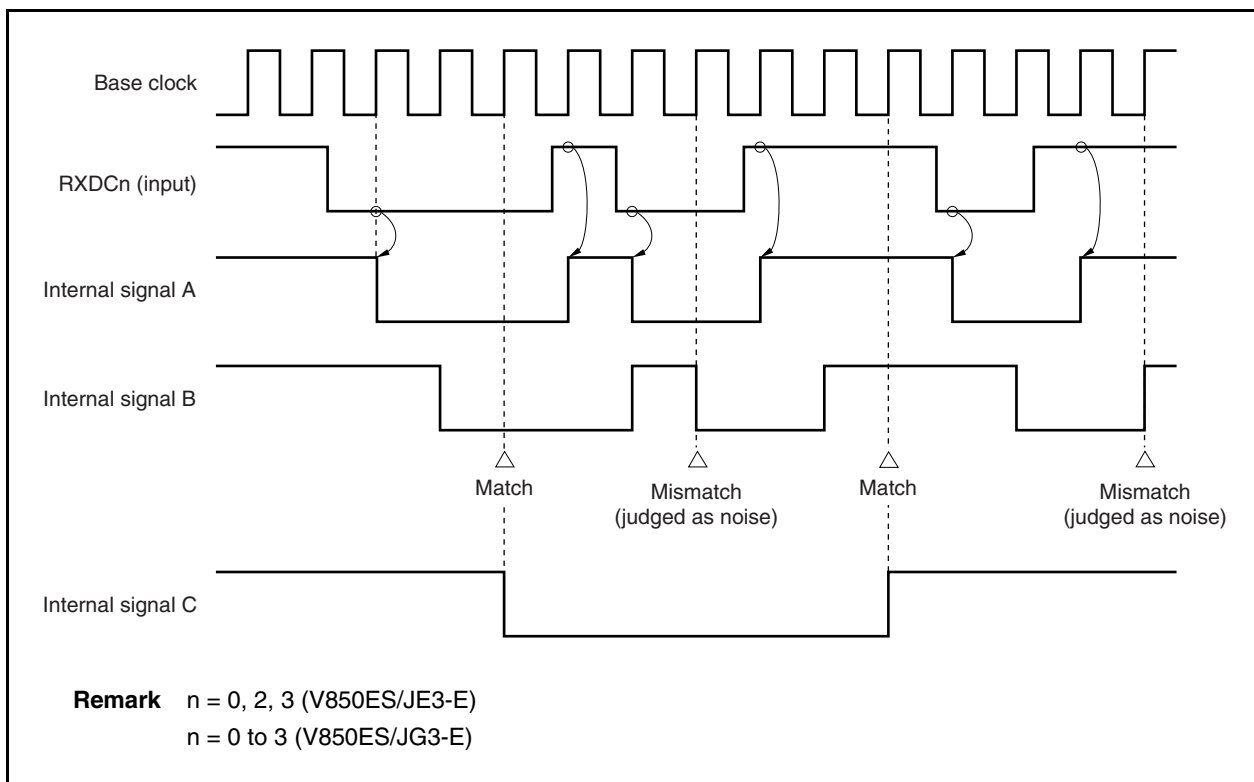 Base clock
RXDCn (input)
Internal signal A
Internal signal B
Match
Mismatch
(judged as noise)
Match
Mismatch
(judged as noise)
Internal signal C
Remark n = 0, 2, 3 (V850ES/JE3-E)
n = 0 to 3 (V850ES/JG3-E)